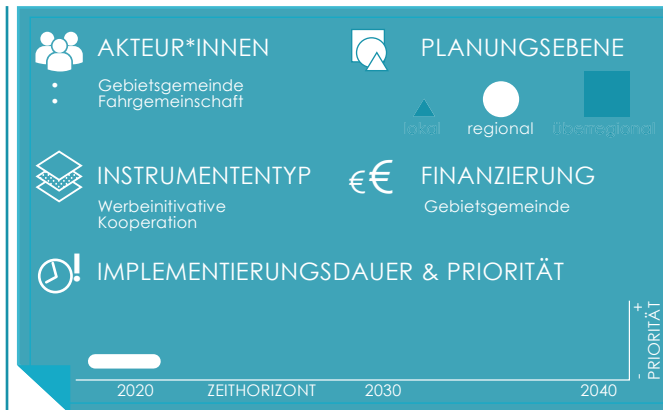 AKTEUR*INNEN
• Gebietsgemeinde
• Fahrgemeinschaft
PLANUNGSEBENE
lokal regional überregional
INSTRUMENTENTYP
Werbeinitivative
Kooperation
€€ FINANZIERUNG
Gebietsgemeinde
IMPLEMENTIERUNGSDAUER & PRIORITÄT
- PRIORITÄT +
2020 ZEITHORIZONT 2030 2040